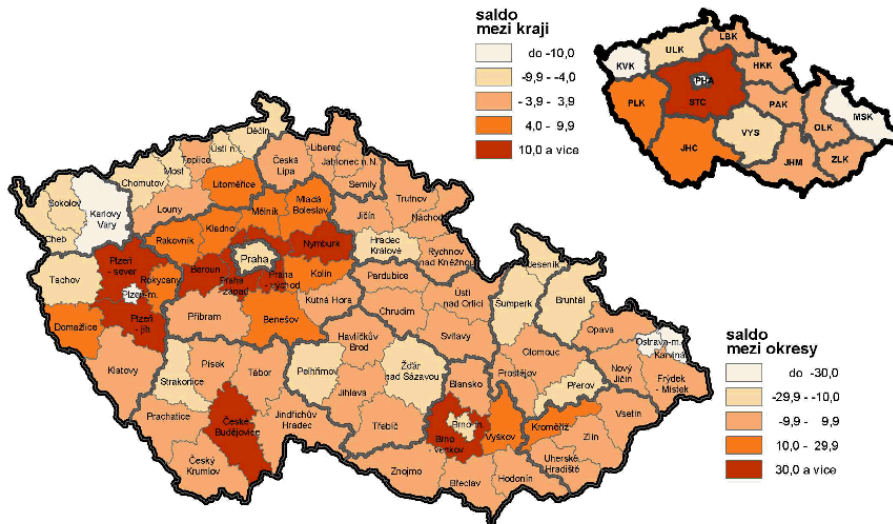 saldo
mezi kraji
do -10,0
-9,9 - -4,0
- 3,9 - 3,9
4,0 - 9,9
10,0 a více
KVK
ULK
LBK
HKK
PHA
STC
PLK
PAK
MSK
OLK
VYS
JHC
JHM
ZLK
Děčín
Ústí n.L.
Teplice
Most
Chomutov
Liberec
Jablonec n.N.
Česká
Lípa
Semily
Litoměřice
Trutnov
Sokolov
Karlovy
Vary
Louny
Mělník
Mladá
Boleslav
Jičín
Náchod
Cheb
Rakovník
Kladno
Nymburk
Hradec
Králové
Rychnov
nad Kněžnou
Plzeň
- sever
Praha
Beroun
Praha
- západ
Praha
- východ
Kolín
Pardubice
Jeseník
Tachov
Rokycany
Plzeň-m.
Kutná Hora
Ústí
nad Orlicí
Šumperk
Bruntál
Plzeň
- jih
Příbram
Benešov
Chrudim
Opava
Domažlice
Havlíčkův
Brod
Svitavy
Ostrava-m.
Karviná
Klatovy
Písek
Tábor
Pelhřimov
Žďár
nad Sázavou
Olomouc
Nový
Jičín
Frýdek
- Místek
Strakonice
Jihlava
Blansko
Prostějov
Přerov
Prachatice
České
Budějovice
Jindřichův
Hradec
Třebíč
Brno-m.
Brno
- venkov
Vyškov
Kroměříž
Vsetín
Zlín
Český
Krumlov
Znojmo
Břeclav
Hodonín
Uherské
Hradiště
saldo
mezi okresy
do -30,0
-29,9 - -10,0
-9,9 - 9,9
10,0 - 29,9
30,0 a více